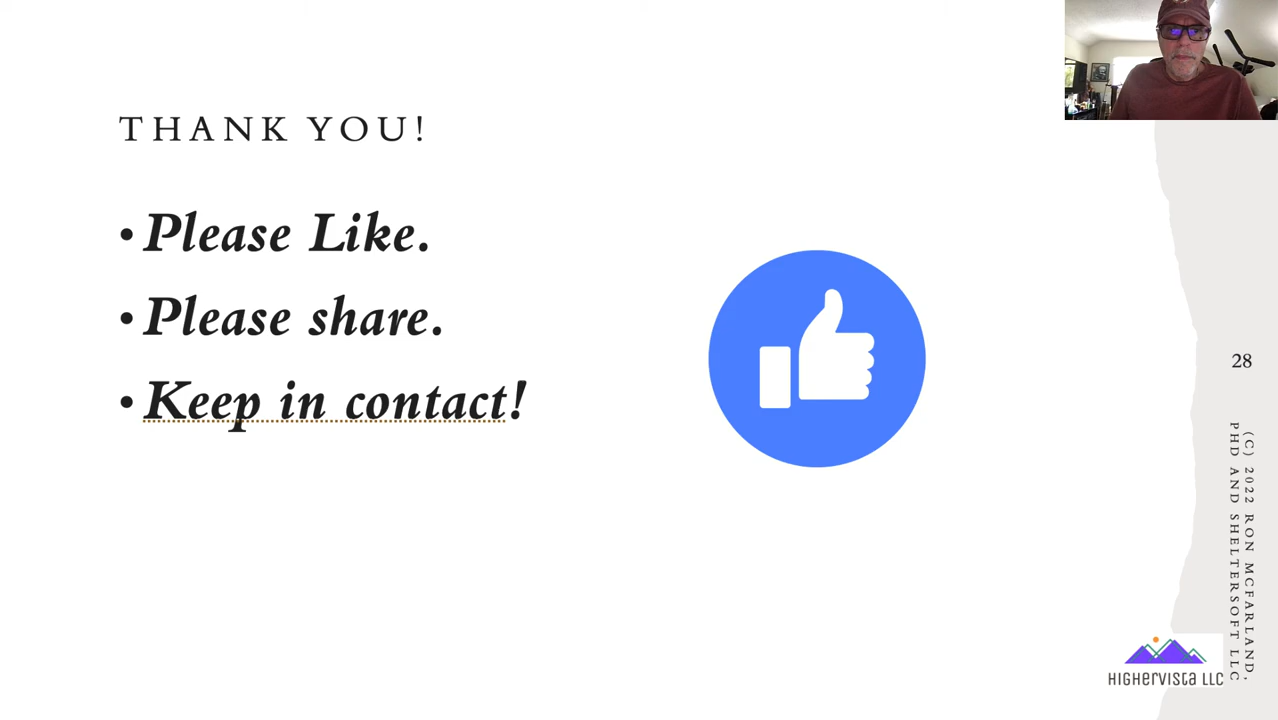 THANK YOU!
• Please Like.
• Please share.
• Keep in contact!
28
(C) 2022 RON MCFARLAND,
PHD AND SHELTERSOFT LLC
HIGHERVISTA LLC